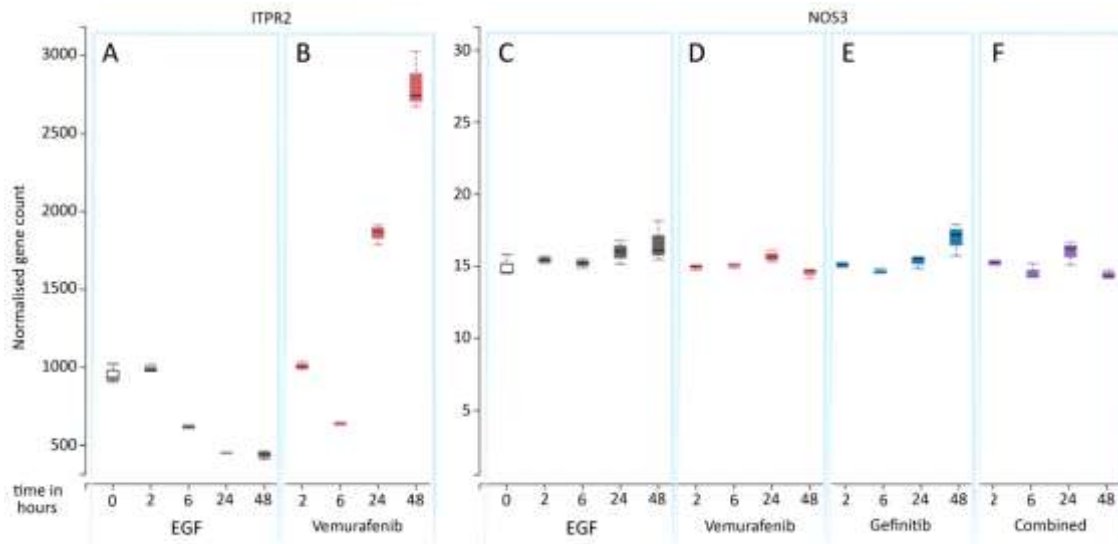 ITPR2 NOS3
A B C D E F
Normalised gene count
3000
2500
2000
1500
1000
500
30
25
20
15
10
5
time in hours
0 2 6 24 48 2 6 24 48 0 2 6 24 48 2 6 24 48 2 6 24 48 2 6 24 48
EGF Vemurafenib EGF Vemurafenib Gefinitib Combined